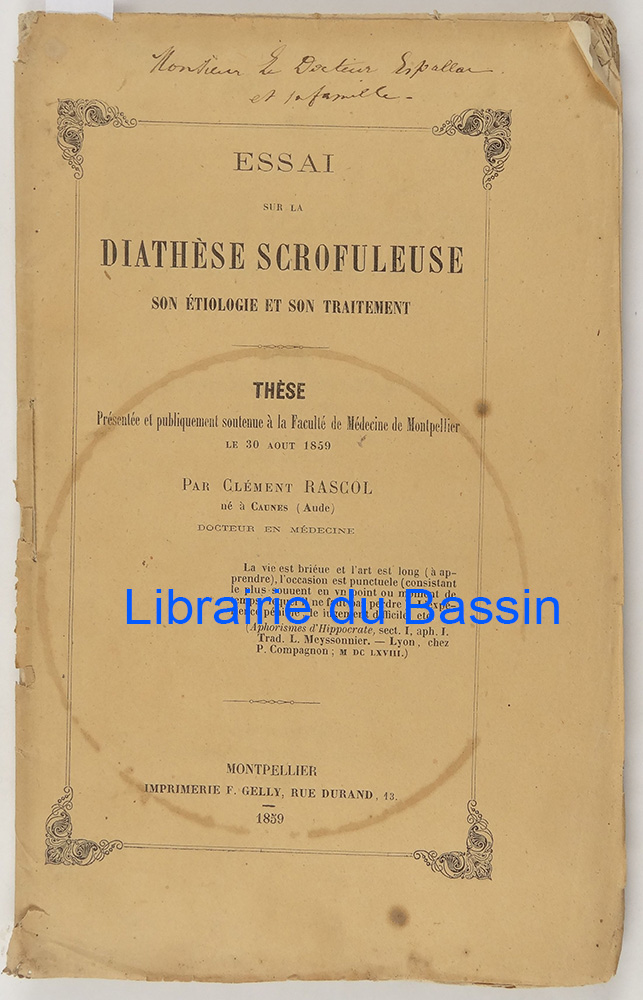 Monsieur Le Docteur Espallac
et sa famille -
ESSAI
SUR LA
DIATHÈSE SCROFULEUSE
SON ÉTIOLOGIE ET SON TRAITEMENT
THÈSE
Présentée et publiquement soutenue à la Faculté de Médecine de Montpellier
LE 30 AOUT 1859
PAR CLÉMENT RASCOL
né à CAUNES (Aude)
DOCTEUR EN MÉDECINE
La vie est briéue et l'art est long (à ap-
prendre), l'occasion est punctuele (consistant
le plus souuent en vn point ou moment de
Librairie du Bassin
(Aphorismes d'Hippocrate, sect. I, aph. I.
Trad. L. Meyssonnier. — Lyon, chez
P. Compagnon; M DC LXVIII.)
MONTPELLIER
IMPRIMERIE F. GELLY, RUE DURAND, 13.
1859